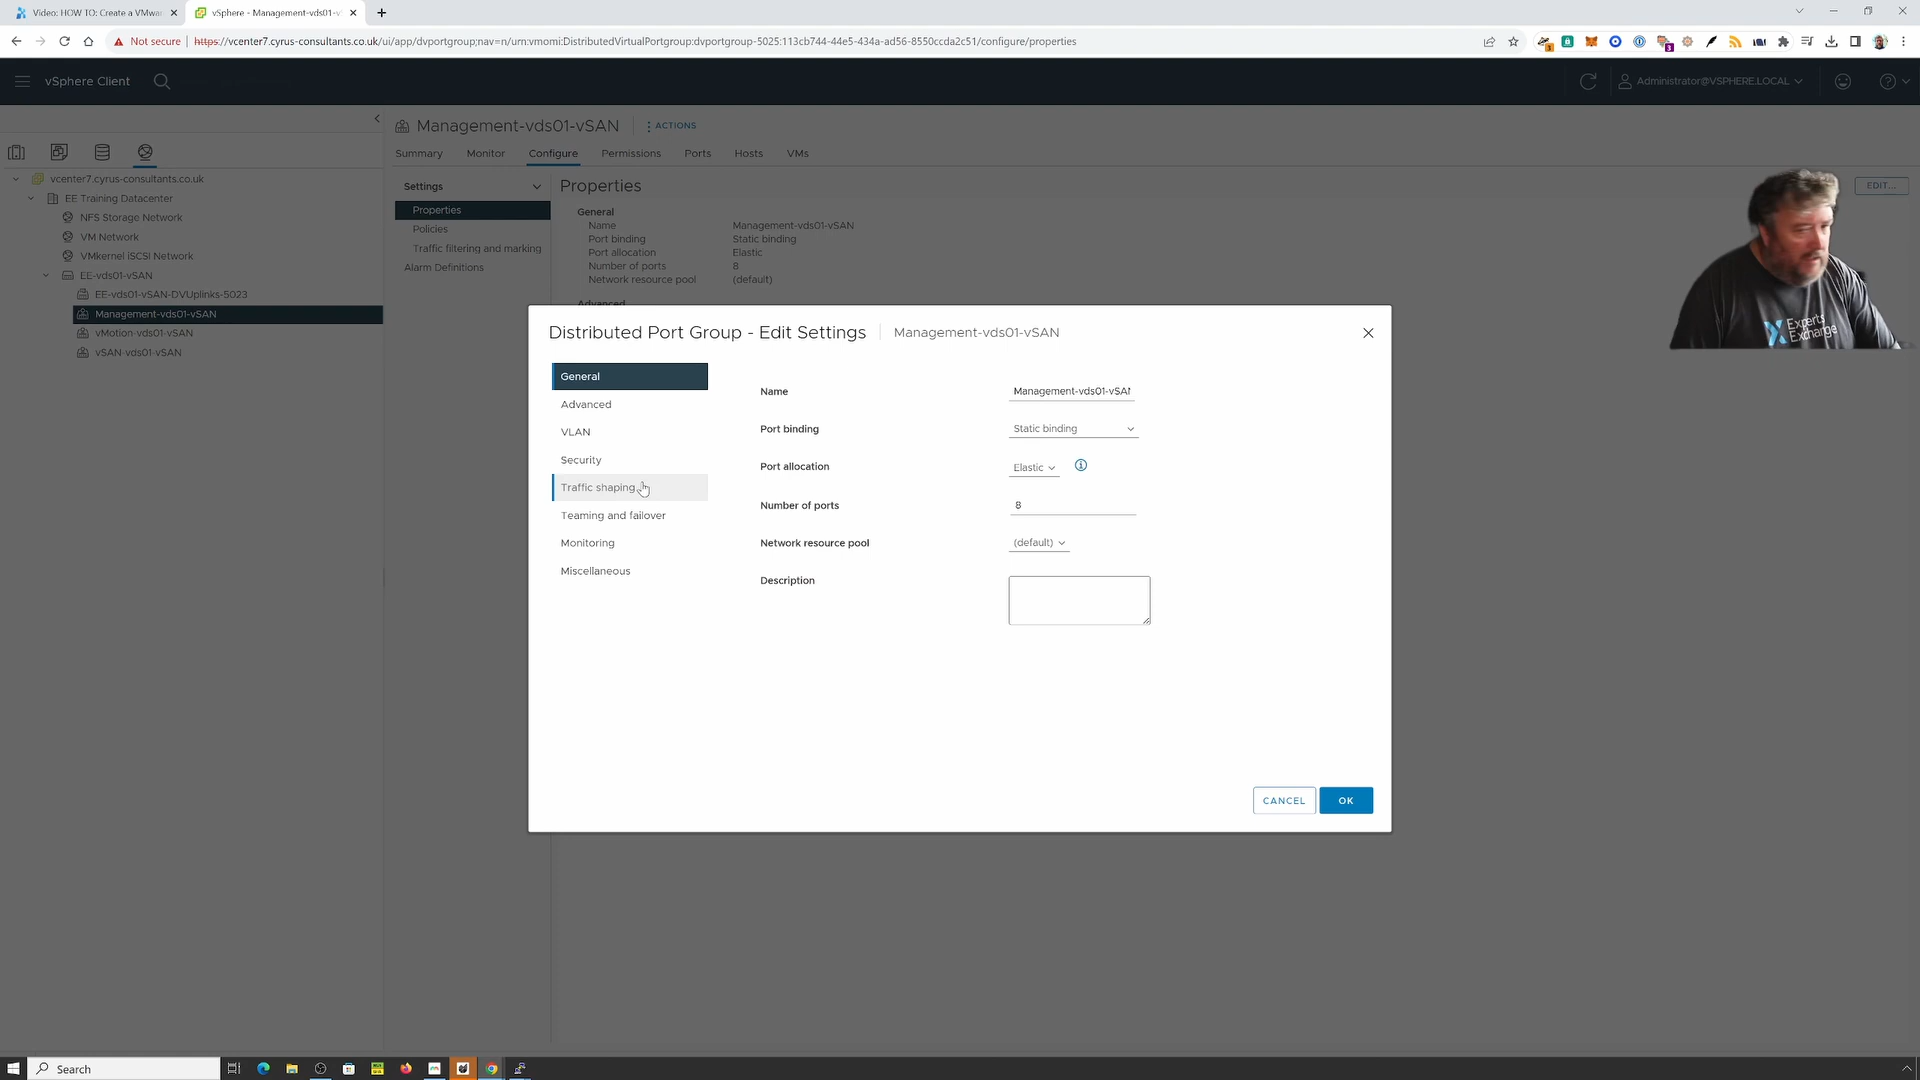 Video: HOW TO: Create a VMwar
vSphere - Management-vds01-v
Not secure
https://vcenter7.cyrus-consultants.co.uk/ui/app/dvportgroup;nav=n/urn:vmomi:DistributedVirtualPortgroup:dvportgroup-5025:113cb744-44e5-434a-ad56-8550ccda2c51/configure/properties
vSphere Client
Administrator@VSPHERE.LOCAL
Management-vds01-vSAN
ACTIONS
Summary Monitor Configure Permissions Ports Hosts VMs
vcenter7.cyrus-consultants.co.uk
EE Training Datacenter
NFS Storage Network
VM Network
VMkernel iSCSI Network
EE-vds01-vSAN
EE-vds01-vSAN-DVUplinks-5023
Management-vds01-vSAN
vMotion-vds01-vSAN
vSAN-vds01-vSAN
Settings
Properties
Policies
Traffic filtering and marking
Alarm Definitions
Properties
EDIT...
General
Name Management-vds01-vSAN
Port binding Static binding
Port allocation Elastic
Number of ports 8
Network resource pool (default)
Advanced
Experts
Exchange
Distributed Port Group - Edit Settings
Management-vds01-vSAN
General
Advanced
VLAN
Security
Traffic shaping
Teaming and failover
Monitoring
Miscellaneous
Name Management-vds01-vSAN
Port binding Static binding
Port allocation Elastic
Number of ports 8
Network resource pool (default)
Description
CANCEL
OK
Search